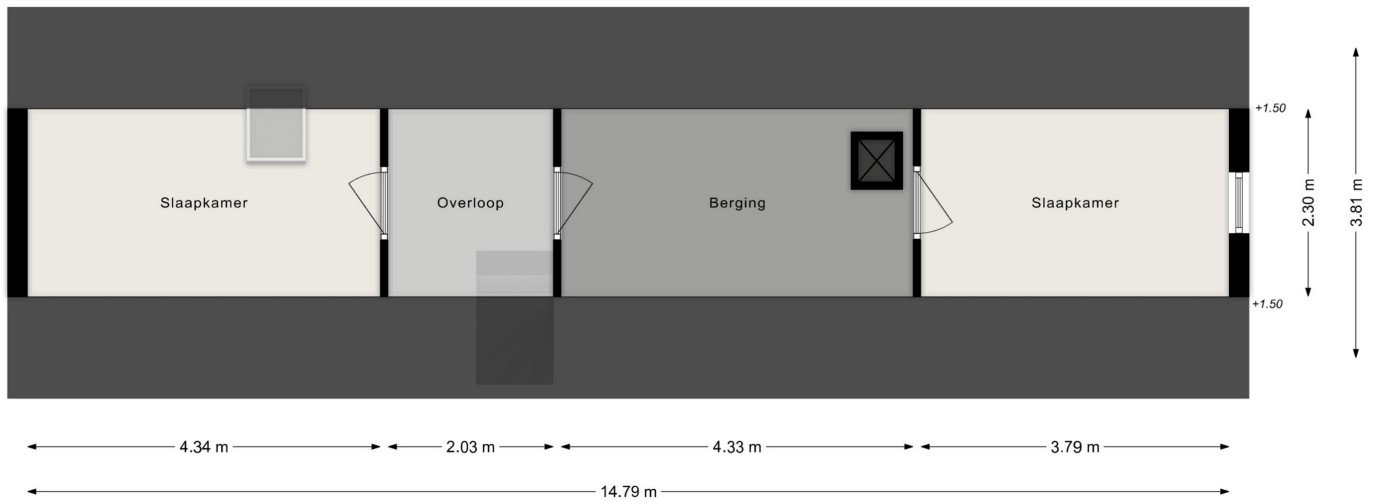 +1.50
Slaapkamer
Overloop
Berging
Slaapkamer
2.30 m
3.81 m
+1.50
4.34 m
2.03 m
4.33 m
3.79 m
14.79 m